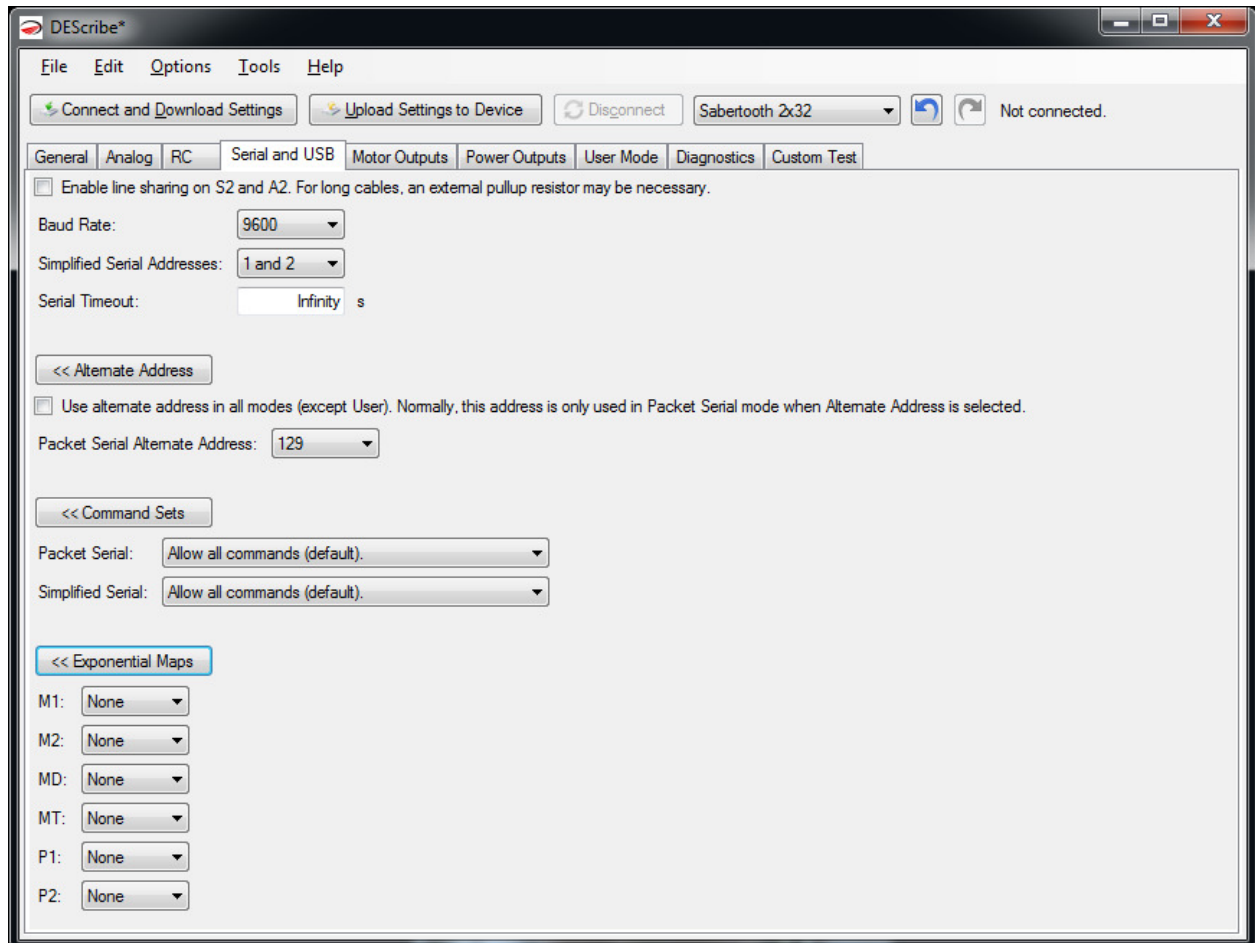 DEScribe*
File Edit Options Tools Help
Connect and Download Settings Upload Settings to Device Disconnect Sabertooth 2x32 Not connected.
General Analog RC Serial and USB Motor Outputs Power Outputs User Mode Diagnostics Custom Test
Enable line sharing on S2 and A2. For long cables, an external pullup resistor may be necessary.
Baud Rate: 9600
Simplified Serial Addresses: 1 and 2
Serial Timeout: Infinity s
<< Alternate Address
Use alternate address in all modes (except User). Normally, this address is only used in Packet Serial mode when Alternate Address is selected.
Packet Serial Alternate Address: 129
<< Command Sets
Packet Serial: Allow all commands (default).
Simplified Serial: Allow all commands (default).
<< Exponential Maps
M1: None
M2: None
MD: None
MT: None
P1: None
P2: None